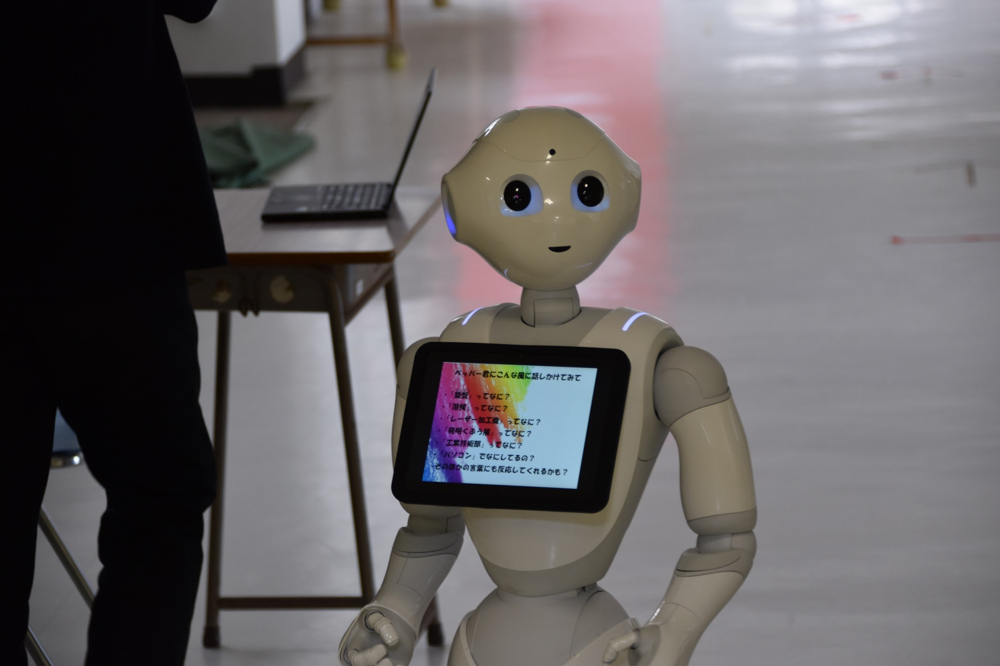 ペッパー君にこんな風に話しかけてみて
・「旋盤」ってなに？
・「溶接」ってなに？
・「レーザー加工機」ってなに？
・「発明くふう展」ってなに？
・「工業技術部」ってなに？
・「パソコン」でなにしてるの？
・そのほかの言葉にも反応してくれるかも？